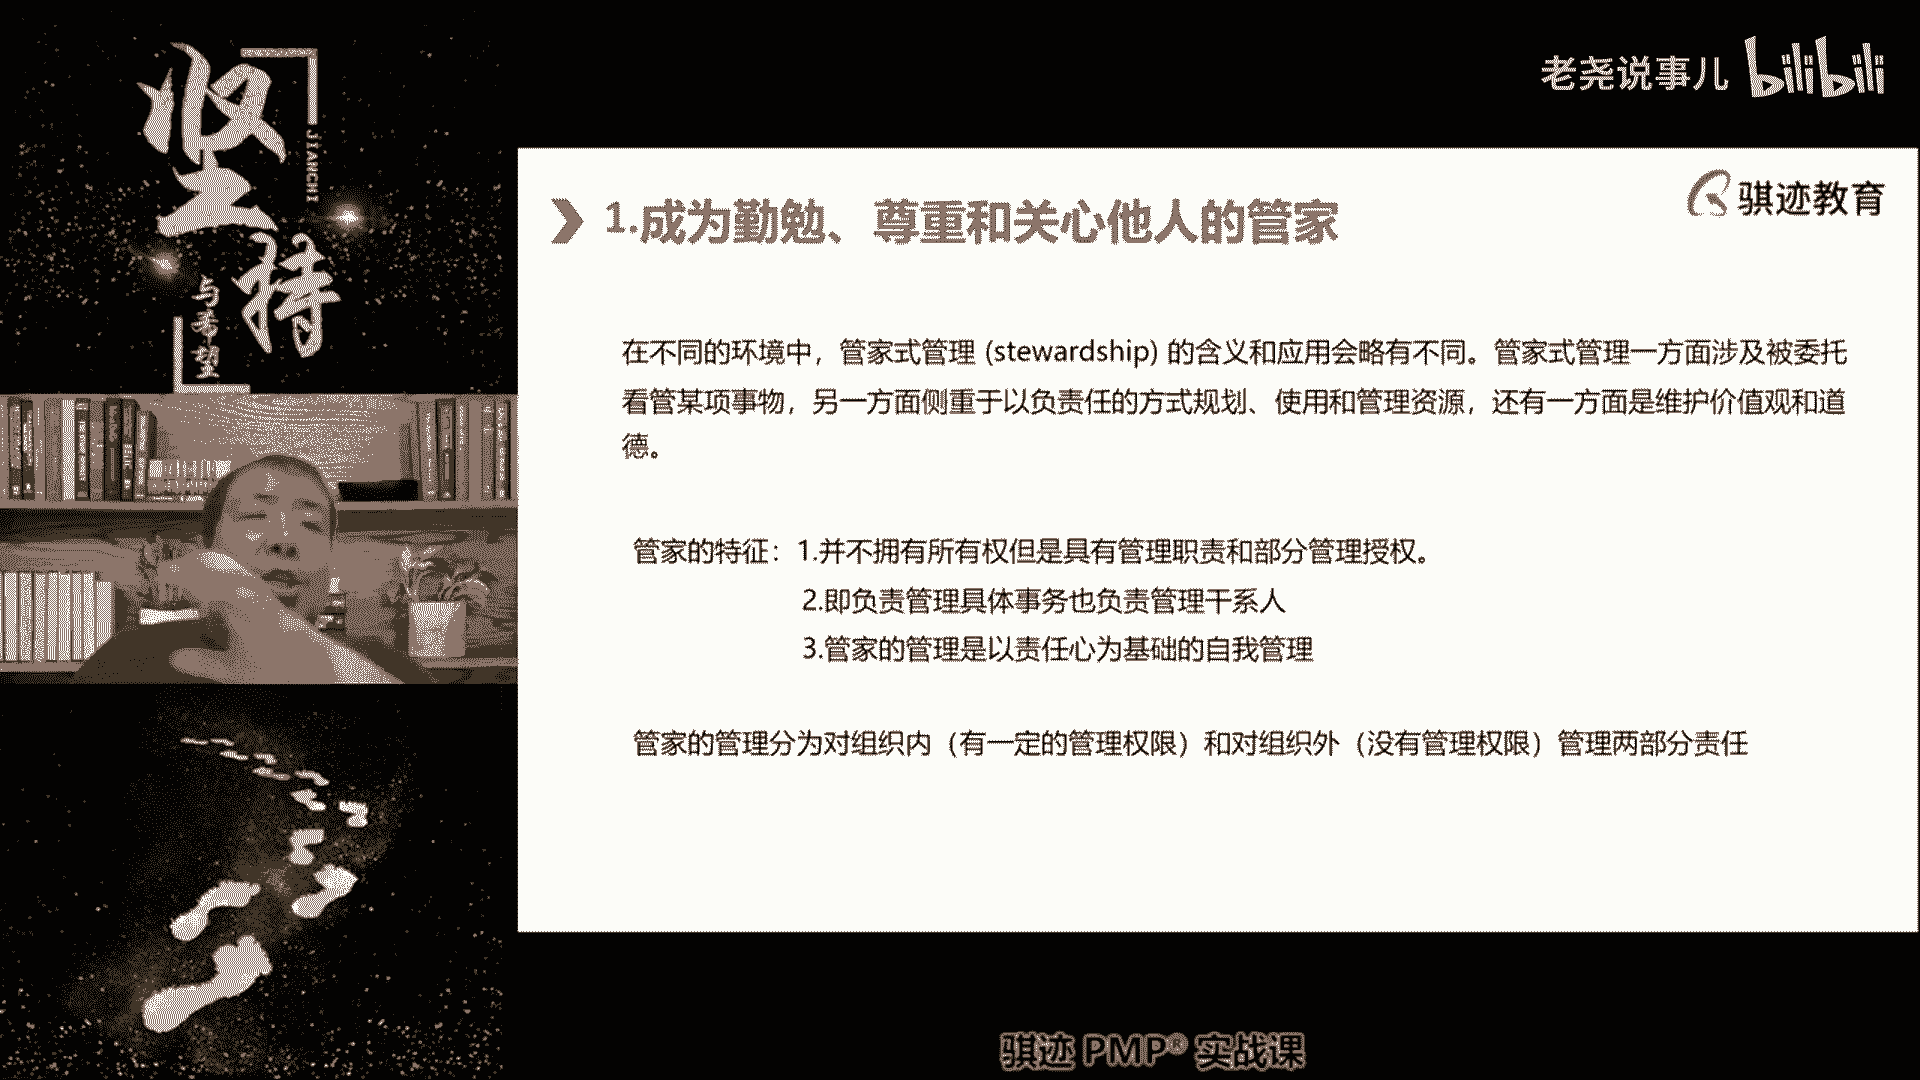 坚持
JIANCHI
与希望
老尧说事儿 bilibili
骐迹教育
1.成为勤勉、尊重和关心他人的管家
在不同的环境中，管家式管理 (stewardship) 的含义和应用会略有不同。管家式管理一方面涉及被委托
看管某项事物，另一方面侧重于以负责任的方式规划、使用和管理资源，还有一方面是维护价值观和道
德。
管家的特征：1.并不拥有所有权但是具有管理职责和部分管理授权。
2.即负责管理具体事务也负责管理干系人
3.管家的管理是以责任心为基础的自我管理
管家的管理分为对组织内（有一定的管理权限）和对组织外（没有管理权限）管理两部分责任
骐迹 PMP® 实战课